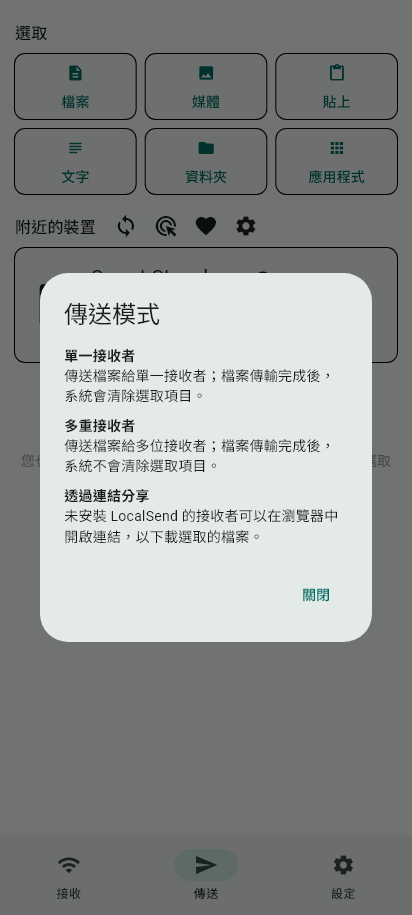 選取
檔案
媒體
貼上
文字
資料夾
應用程式
附近的裝置
傳送模式
單一接收者
傳送檔案給單一接收者；檔案傳輸完成後，
系統會清除選取項目。
多重接收者
傳送檔案給多位接收者；檔案傳輸完成後，
系統不會清除選取項目。
透過連結分享
未安裝 LocalSend 的接收者可以在瀏覽器中
開啟連結，以下載選取的檔案。
關閉
接收
傳送
設定